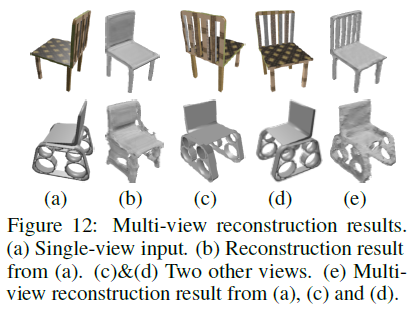 (a) (b) (c) (d) (e)
Figure 12: Multi-view reconstruction results.
(a) Single-view input. (b) Reconstruction result
from (a). (c)&(d) Two other views. (e) Multi-
view reconstruction result from (a), (c) and (d).